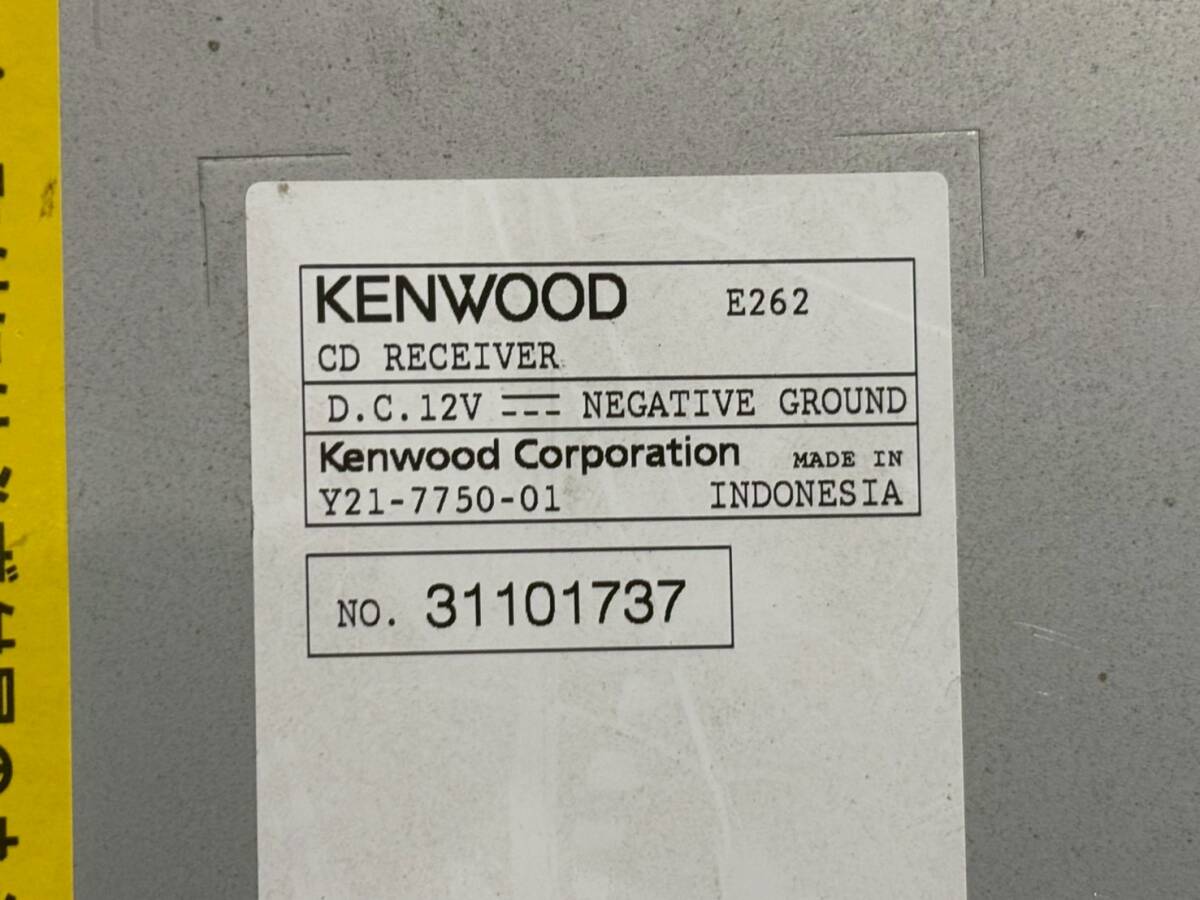 KENWOOD E262
CD RECEIVER
D.C.12V ⎓ NEGATIVE GROUND
Kenwood Corporation MADE IN
Y21-7750-01 INDONESIA
NO. 31101737